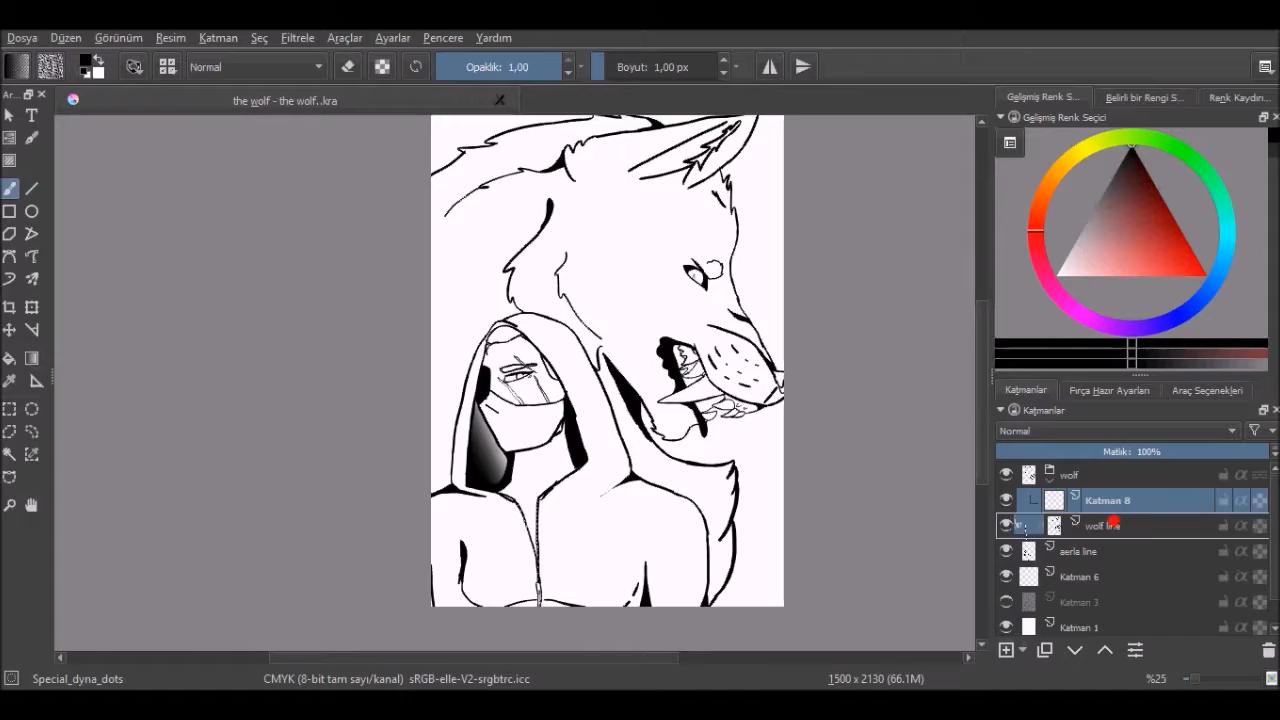 Dosya Düzen Görünüm Resim Katman Seç Filtrele Araçlar Ayarlar Pencere Yardım
Normal Opaklık: 1,00 Boyut: 1,00 px
Ar...
the wolf - the wolf..kra
Gelişmiş Renk S... Belirli bir Rengi S... Renk Kaydırı...
Gelişmiş Renk Seçici
Katmanlar Fırça Hazır Ayarları Araç Seçenekleri
Katmanlar
Normal
Matlık: 100%
wolf
Katman 8
wolf line
aerla line
Katman 6
Katman 3
Katman 1
Special_dyna_dots CMYK (8-bit tam sayı/kanal) sRGB-elle-V2-srgbtrc.icc 1500 x 2130 (66.1M) %25